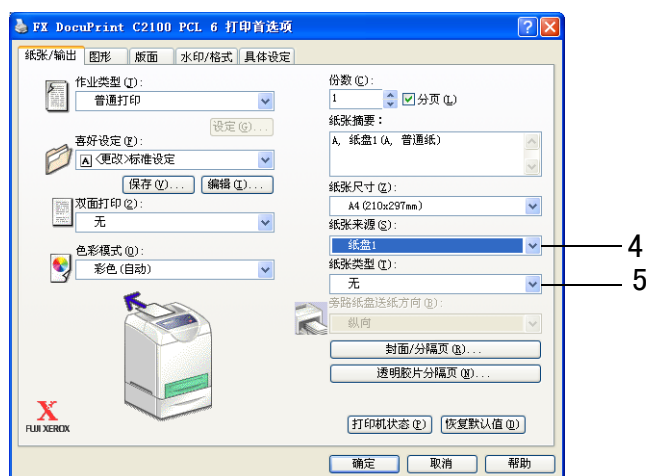 FX DocuPrint C2100 PCL 6 打印首选项
纸张/输出 图形 版面 水印/格式 具体设定
作业类型(J):
普通打印
设定(G)...
喜好设定(F):
A <更改>标准设定
保存(V)... 编辑(I)...
双面打印(2):
无
色彩模式(O):
彩色(自动)
FUJI XEROX
份数(C):
1 分页(L)
纸张摘要:
A, 纸盘1(A, 普通纸)
纸张尺寸(Z):
A4 (210x297mm)
纸张来源(S):
纸盘1 4
纸张类型(T):
无 5
旁路纸盘送纸方向(B):
纵向
封面/分隔页(R)...
透明胶片分隔页(N)...
打印机状态(P) 恢复默认值(D)
确定 取消 帮助